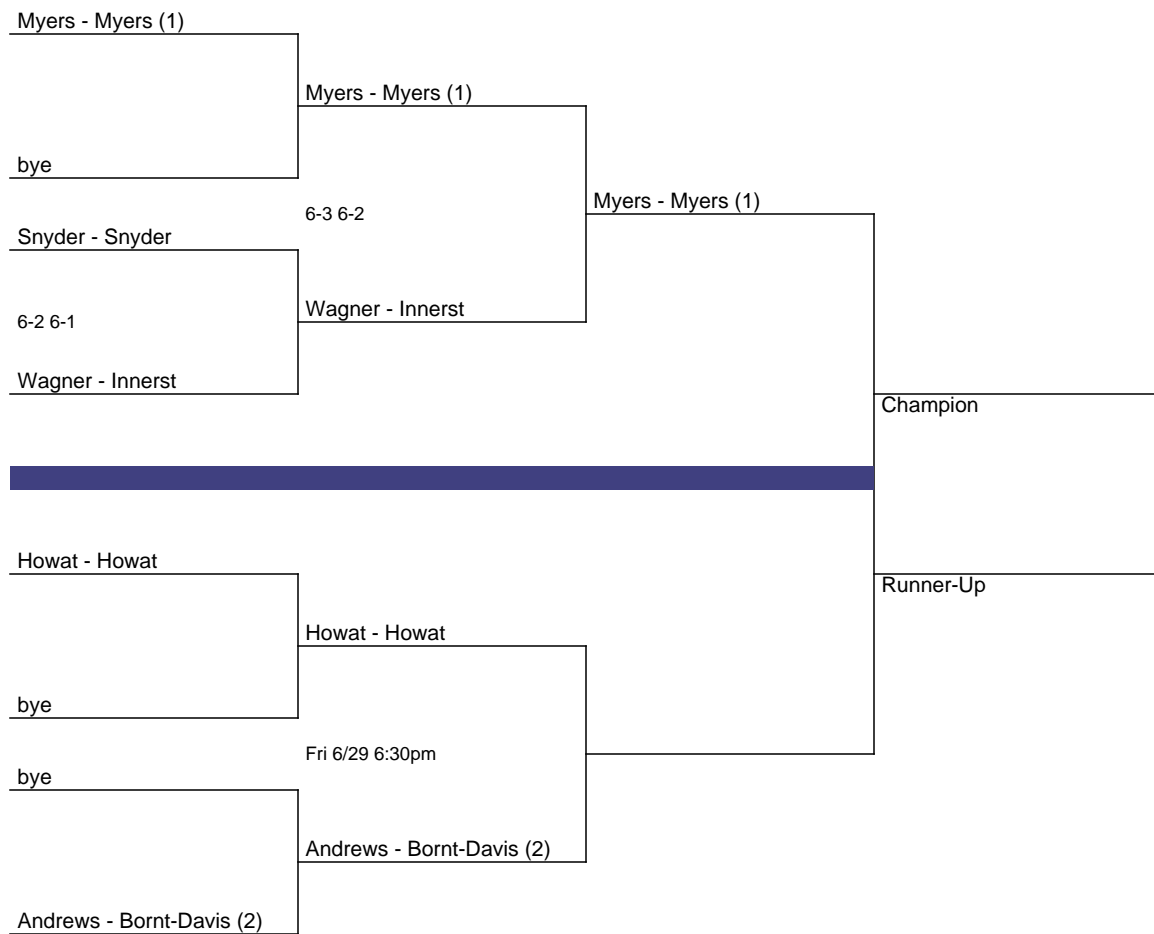 Myers - Myers (1)
Myers - Myers (1)
bye
Myers - Myers (1)
6-3 6-2
Snyder - Snyder
Wagner - Innerst
6-2 6-1
Wagner - Innerst
Champion
Howat - Howat
Runner-Up
Howat - Howat
bye
Fri 6/29 6:30pm
bye
Andrews - Bornt-Davis (2)
Andrews - Bornt-Davis (2)